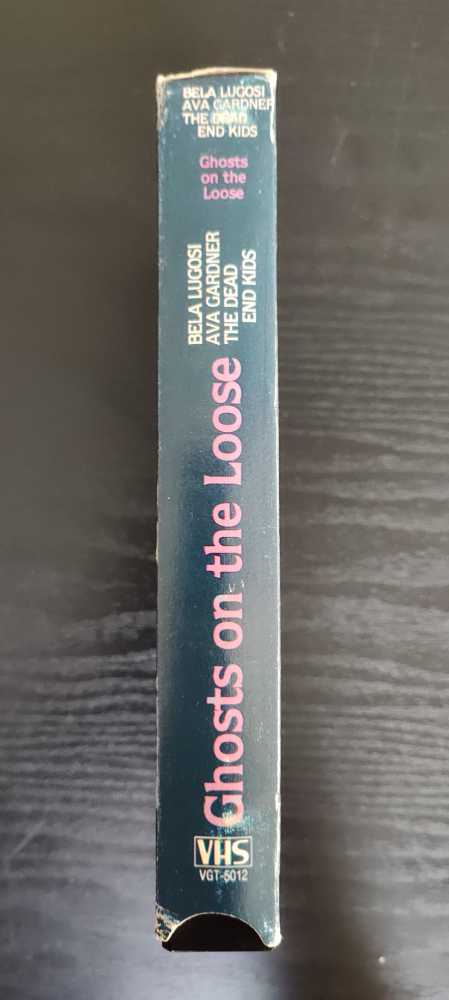 BELA LUGOSI
AVA GARDNER
THE DEAD
END KIDS
Ghosts
on the
Loose
BELA LUGOSI
AVA GARDNER
THE DEAD
END KIDS
Ghosts on the Loose
VHS
VGT-5012